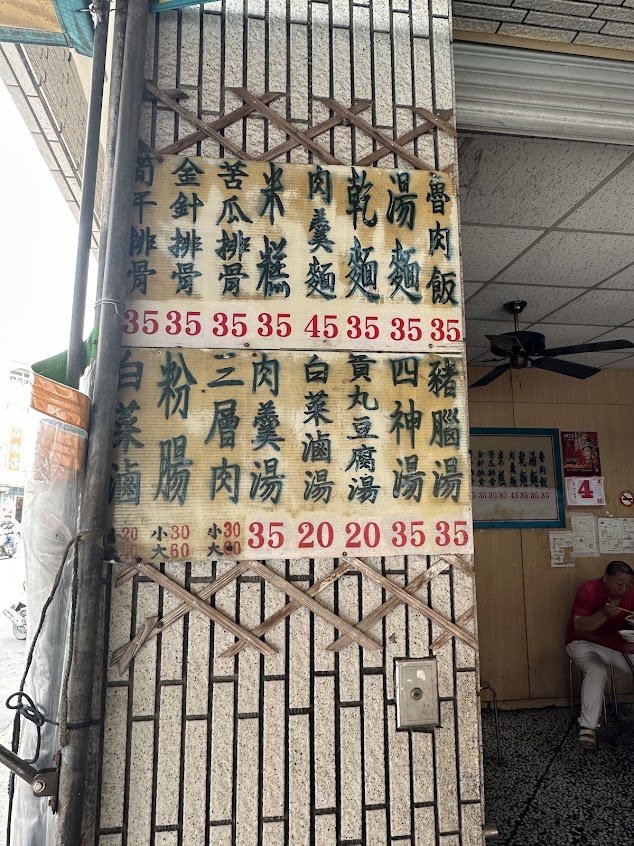 魯肉飯 35
湯麵 35
乾麵 35
肉羹麵 45
米糕 35
苦瓜排骨 35
金針排骨 35
筍干排骨 35
豬腦湯 35
四神湯 35
貢丸豆腐湯 20
白菜滷湯 20
肉羹湯 35
三層肉 小30 大60
粉腸 小30 大60
白菜滷 20
4